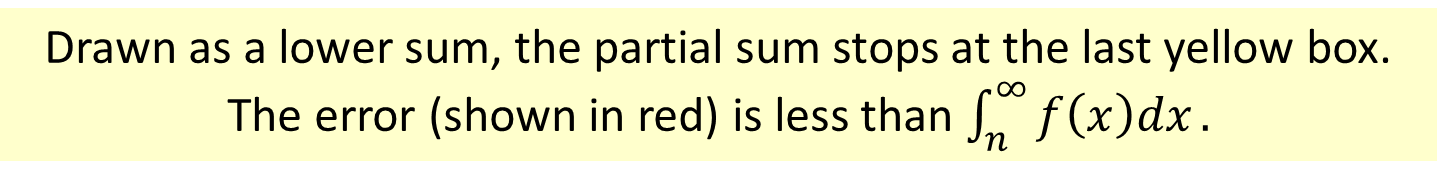 Drawn as a lower sum, the partial sum stops at the last yellow box.
The error (shown in red) is less than ∫ₙ^∞ f(x)dx.